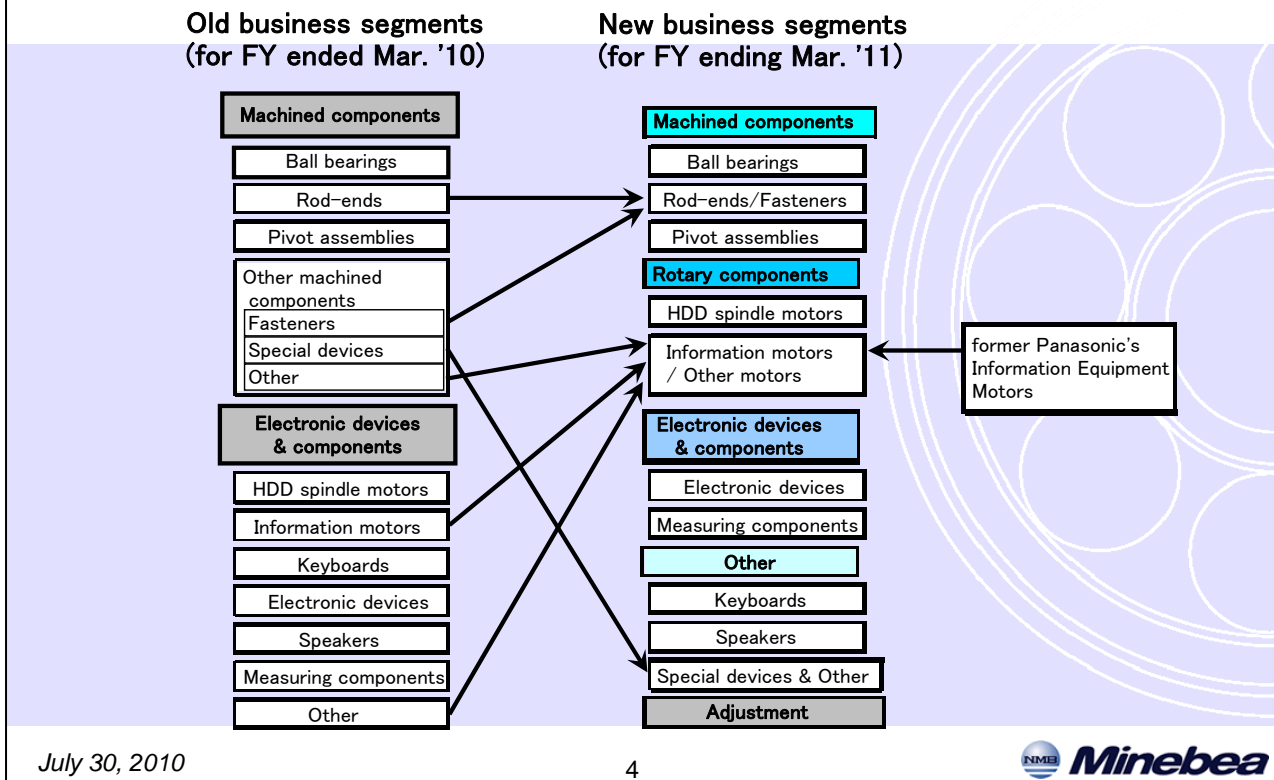 Old business segments
(for FY ended Mar. '10)
Machined components
Ball bearings
Rod-ends
Pivot assemblies
Other machined
components
Fasteners
Special devices
Other
Electronic devices
& components
HDD spindle motors
Information motors
Keyboards
Electronic devices
Speakers
Measuring components
Other
New business segments
(for FY ending Mar. '11)
Machined components
Ball bearings
Rod-ends/Fasteners
Pivot assemblies
Rotary components
HDD spindle motors
Information motors
/ Other motors
Electronic devices
& components
Electronic devices
Measuring components
Other
Keyboards
Speakers
Special devices & Other
Adjustment
former Panasonic's
Information Equipment
Motors
July 30, 2010
4
NMB Minebea